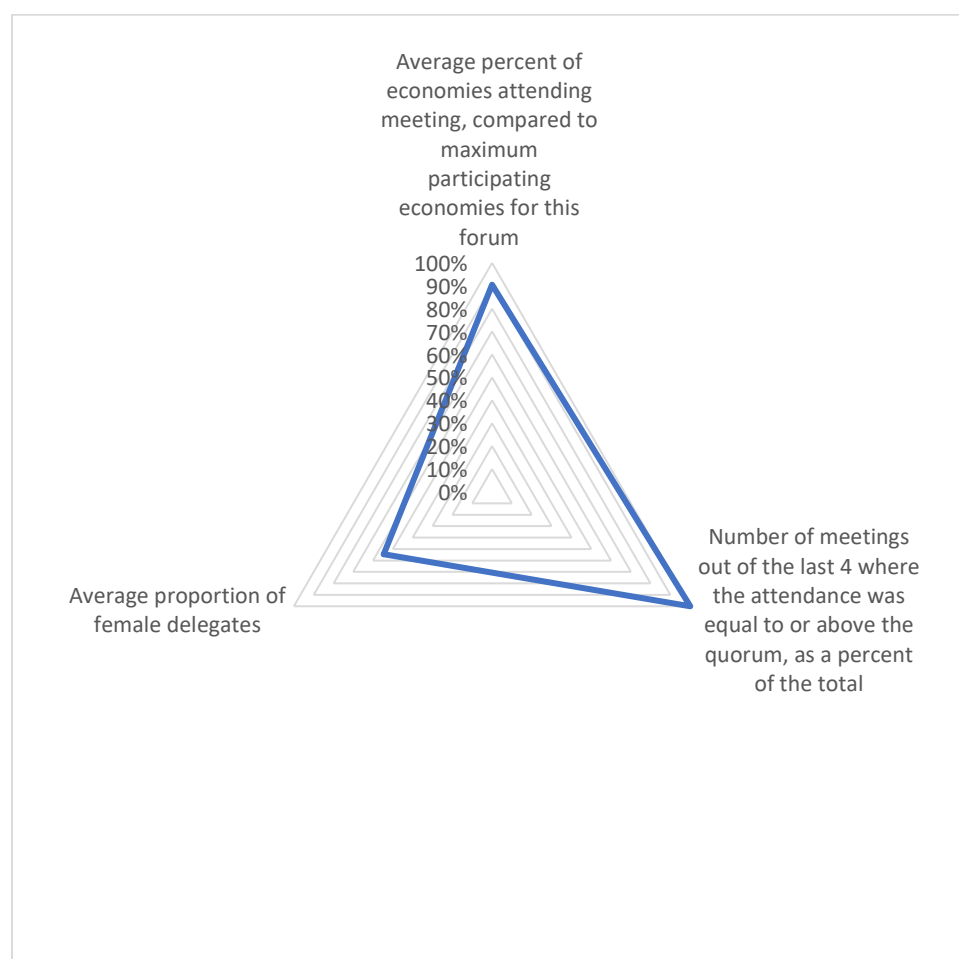 Average percent of
economies attending
meeting, compared to
maximum
participating
economies for this
forum
100%
90%
80%
70%
60%
50%
40%
30%
20%
10%
0%
Number of meetings
out of the last 4 where
the attendance was
equal to or above the
quorum, as a percent
of the total
Average proportion of
female delegates